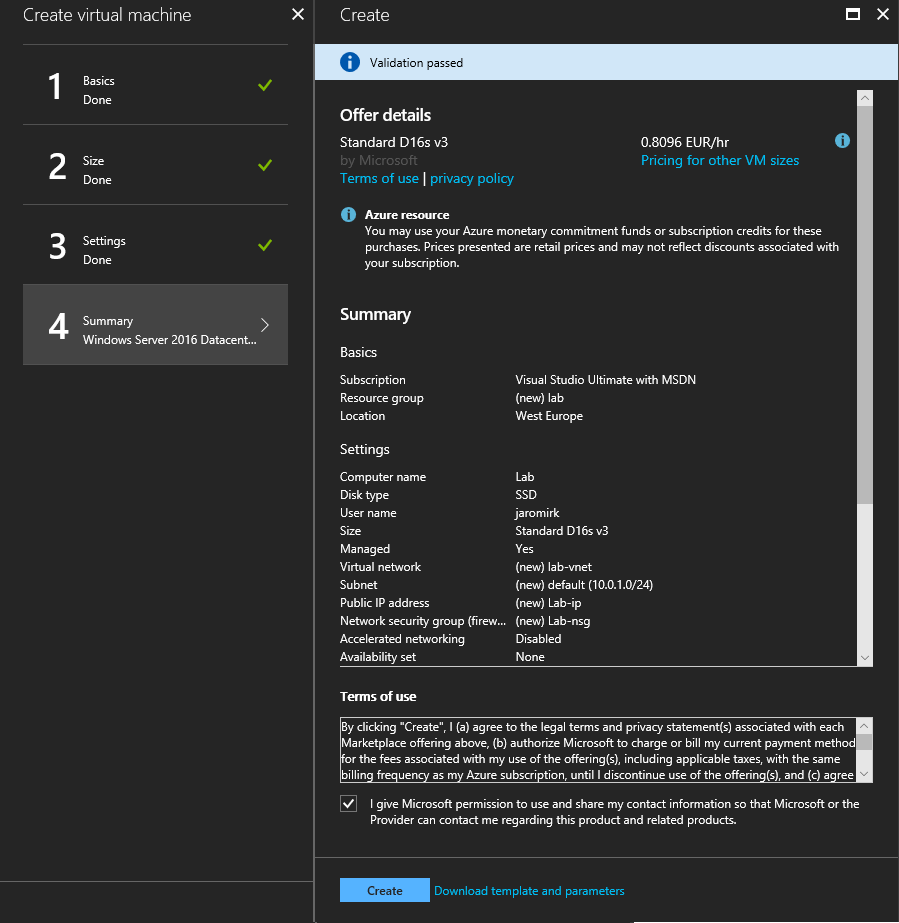 Create virtual machine
1
Basics
Done
2
Size
Done
3
Settings
Done
4
Summary
Windows Server 2016 Datacent...
Create
Validation passed
Offer details
Standard D16s v3
0.8096 EUR/hr
by Microsoft
Pricing for other VM sizes
Terms of use | privacy policy
Azure resource
You may use your Azure monetary commitment funds or subscription credits for these
purchases. Prices presented are retail prices and may not reflect discounts associated with
your subscription.
Summary
Basics
Subscription Visual Studio Ultimate with MSDN
Resource group (new) lab
Location West Europe
Settings
Computer name Lab
Disk type SSD
User name jaromirk
Size Standard D16s v3
Managed Yes
Virtual network (new) lab-vnet
Subnet (new) default (10.0.1.0/24)
Public IP address (new) Lab-ip
Network security group (firew... (new) Lab-nsg
Accelerated networking Disabled
Availability set None
Terms of use
By clicking "Create", I (a) agree to the legal terms and privacy statement(s) associated with each
Marketplace offering above, (b) authorize Microsoft to charge or bill my current payment method
for the fees associated with my use of the offering(s), including applicable taxes, with the same
billing frequency as my Azure subscription, until I discontinue use of the offering(s), and (c) agree
I give Microsoft permission to use and share my contact information so that Microsoft or the
Provider can contact me regarding this product and related products.
Create
Download template and parameters